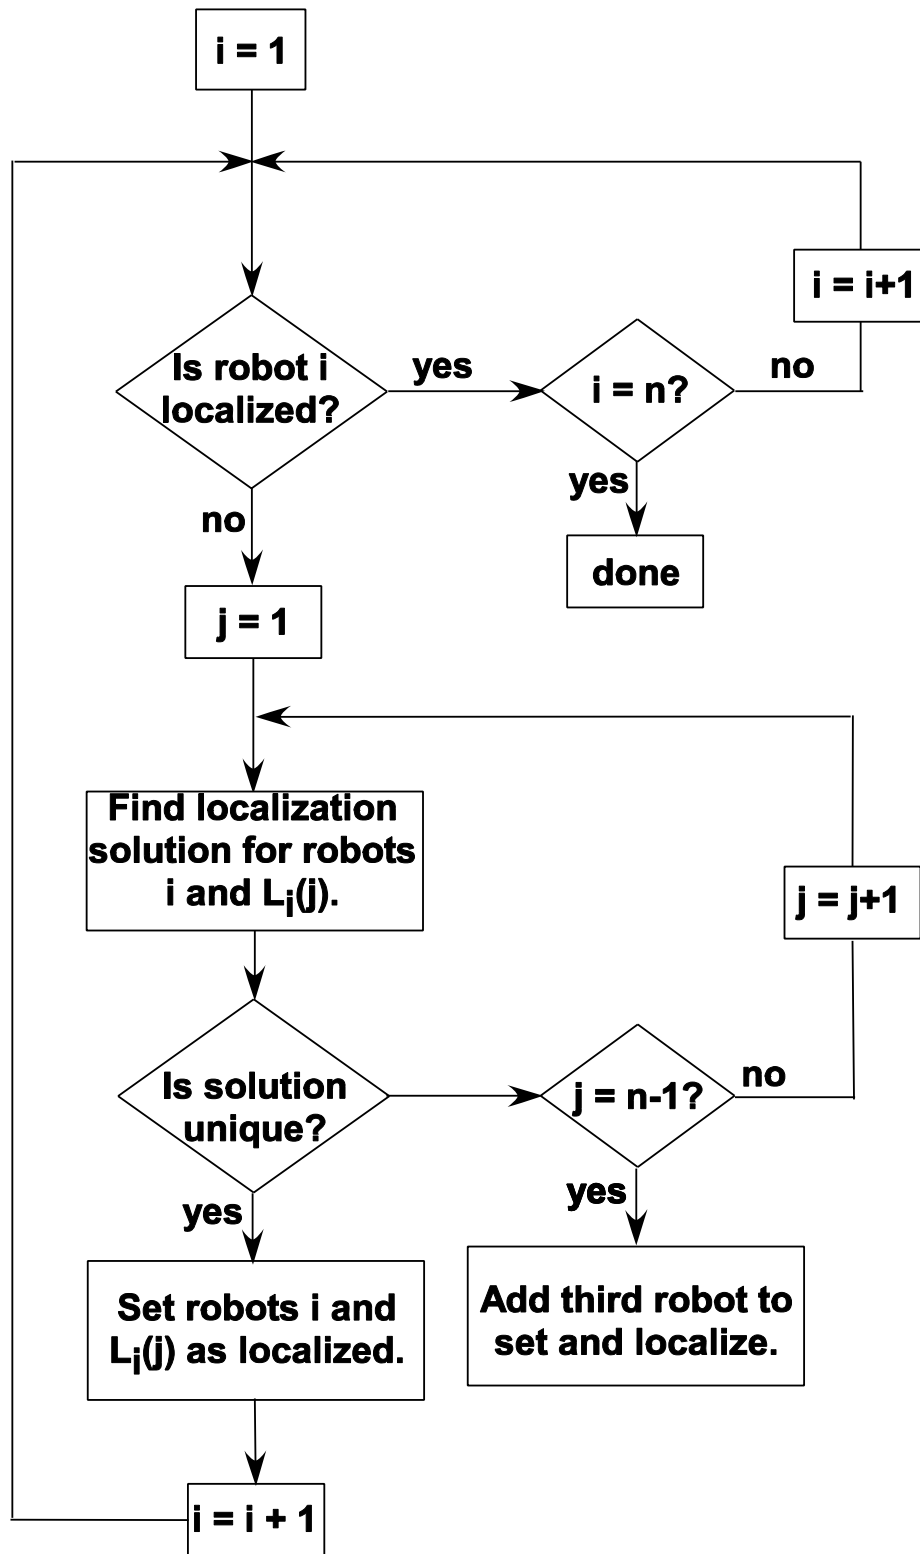 i = 1
i = i+1
Is robot i
localized?
yes
i = n?
no
no
yes
done
j = 1
Find localization
solution for robots
i and Li(j).
j = j+1
Is solution
unique?
j = n-1?
no
yes
yes
Set robots i and
Li(j) as localized.
Add third robot to
set and localize.
i = i + 1